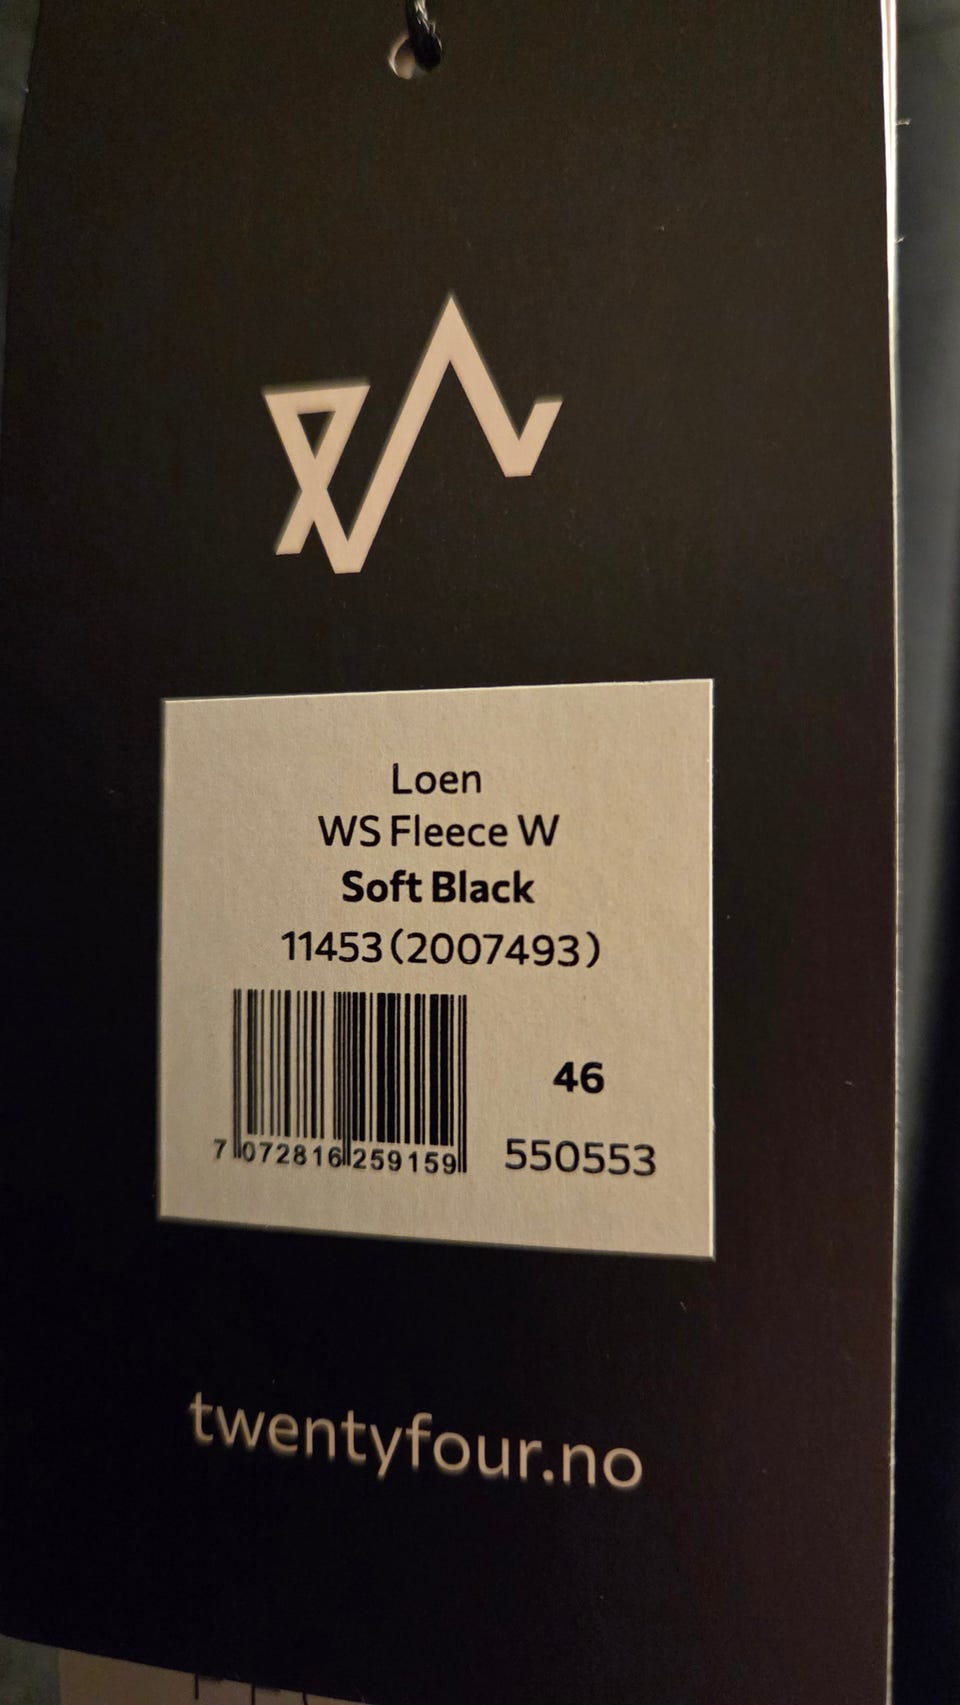 Loen
WS Fleece W
Soft Black
11453 (2007493)
46
7 072816 259159
550553
twentyfour.no